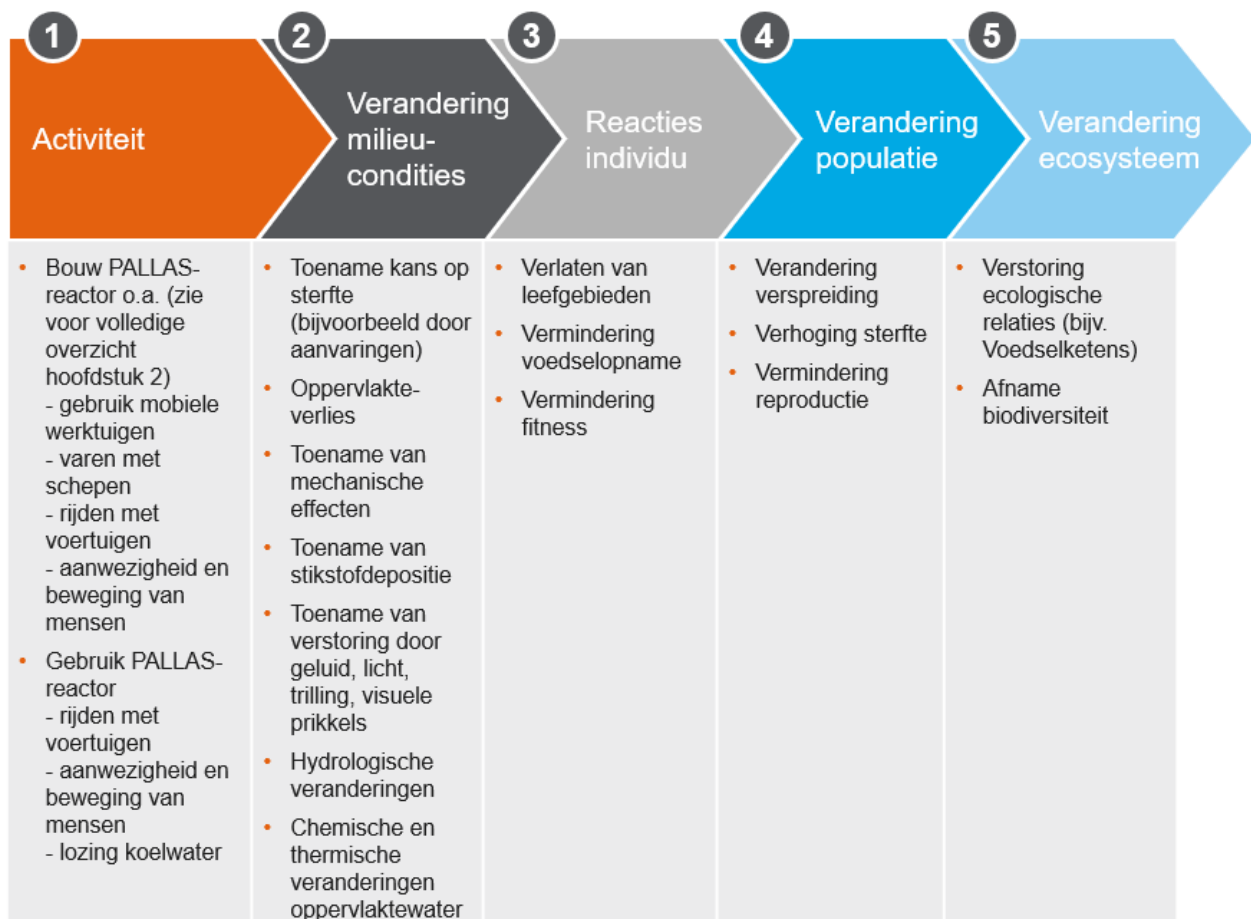 1
Activiteit
2
Verandering
milieu-
condities
3
Reacties
individu
4
Verandering
populatie
5
Verandering
ecosysteem
• Bouw PALLAS-
reactor o.a. (zie
voor volledige
overzicht
hoofdstuk 2)
- gebruik mobiele
werktuigen
- varen met
schepen
- rijden met
voertuigen
- aanwezigheid en
beweging van
mensen
• Gebruik PALLAS-
reactor
- rijden met
voertuigen
- aanwezigheid en
beweging van
mensen
- lozing koelwater
• Toename kans op
sterfte
(bijvoorbeeld door
aanvaringen)
• Oppervlakte-
verlies
• Toename van
mechanische
effecten
• Toename van
stikstofdepositie
• Toename van
verstoring door
geluid, licht,
trilling, visuele
prikkels
• Hydrologische
veranderingen
• Chemische en
thermische
veranderingen
oppervlaktewater
• Verlaten van
leefgebieden
• Vermindering
voedselopname
• Vermindering
fitness
• Verandering
verspreiding
• Verhoging sterfte
• Vermindering
reproductie
• Verstoring
ecologische
relaties (bijv.
Voedselketens)
• Afname
biodiversiteit